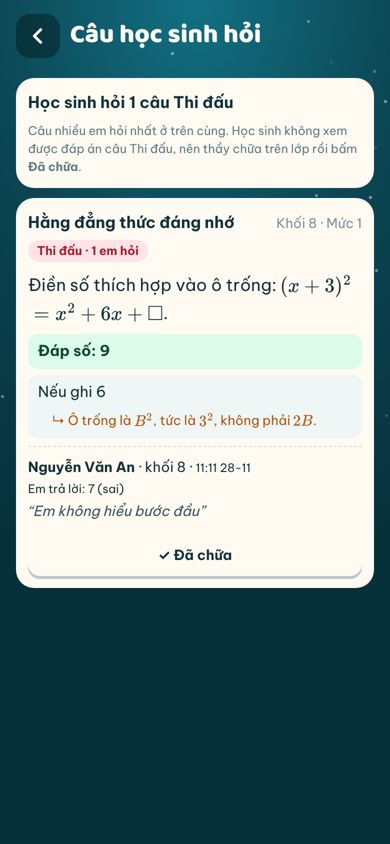 Câu học sinh hỏi
Học sinh hỏi 1 câu Thi đấu
Câu nhiều em hỏi nhất ở trên cùng. Học sinh không xem
được đáp án câu Thi đấu, nên thầy chữa trên lớp rồi bấm
Đã chữa.
Hằng đẳng thức đáng nhớ
Khối 8 · Mức 1
Thi đấu · 1 em hỏi
Điền số thích hợp vào ô trống: (x + 3)²
= x² + 6x + □.
Đáp số: 9
Nếu ghi 6
↳ Ô trống là B², tức là 3², không phải 2B.
Nguyễn Văn An · khối 8 · 11:11 28-11
Em trả lời: 7 (sai)
“Em không hiểu bước đầu”
✓ Đã chữa